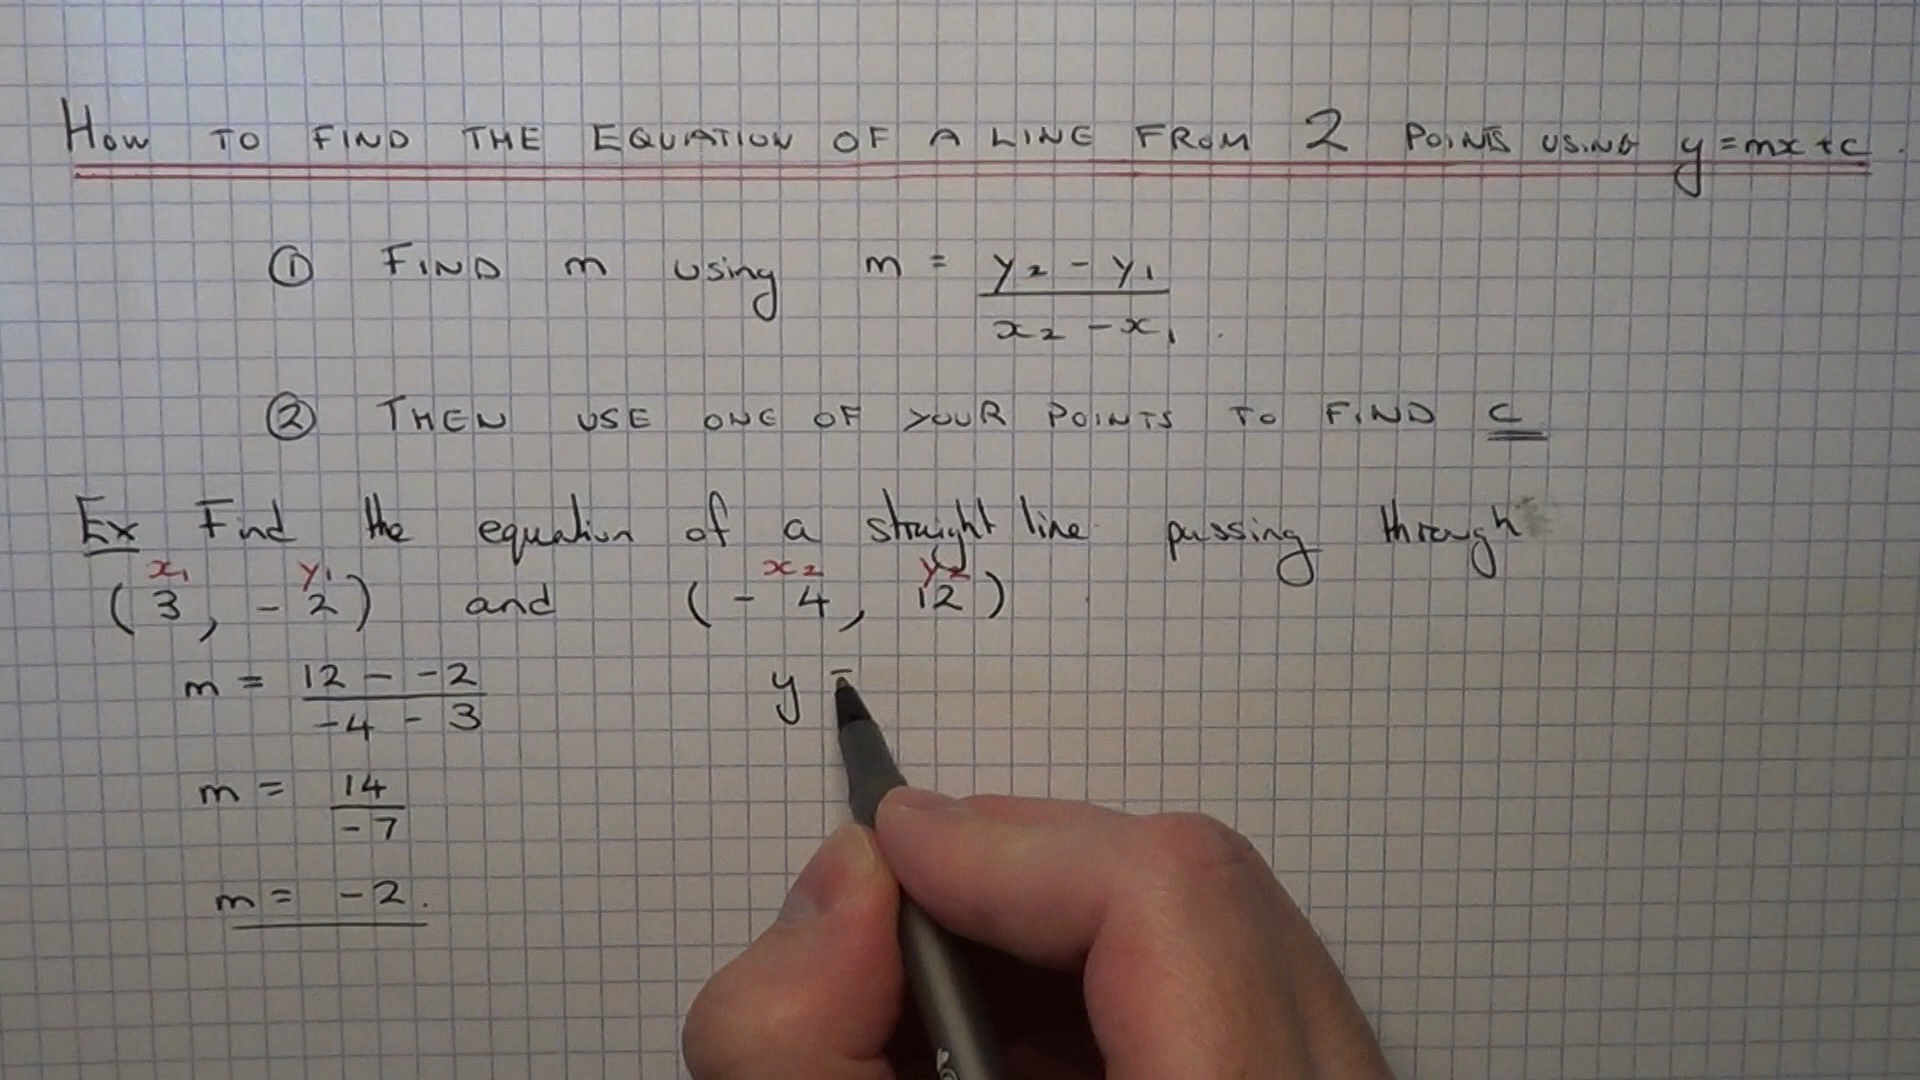 How TO FIND THE EQUATION OF A LINE FROM 2 POINTS USING y=mx+c.
① FIND m using m = y₂ - y₁
x₂ - x₁.
② THEN USE ONE OF YOUR POINTS TO FIND c
Ex Find the equation of a straight line passing through
x₁ y₁ x₂ y₂
(3, -2) and (-4, 12)
m = 12 - -2 y =
-4 - 3
m = 14
-7
m = -2.